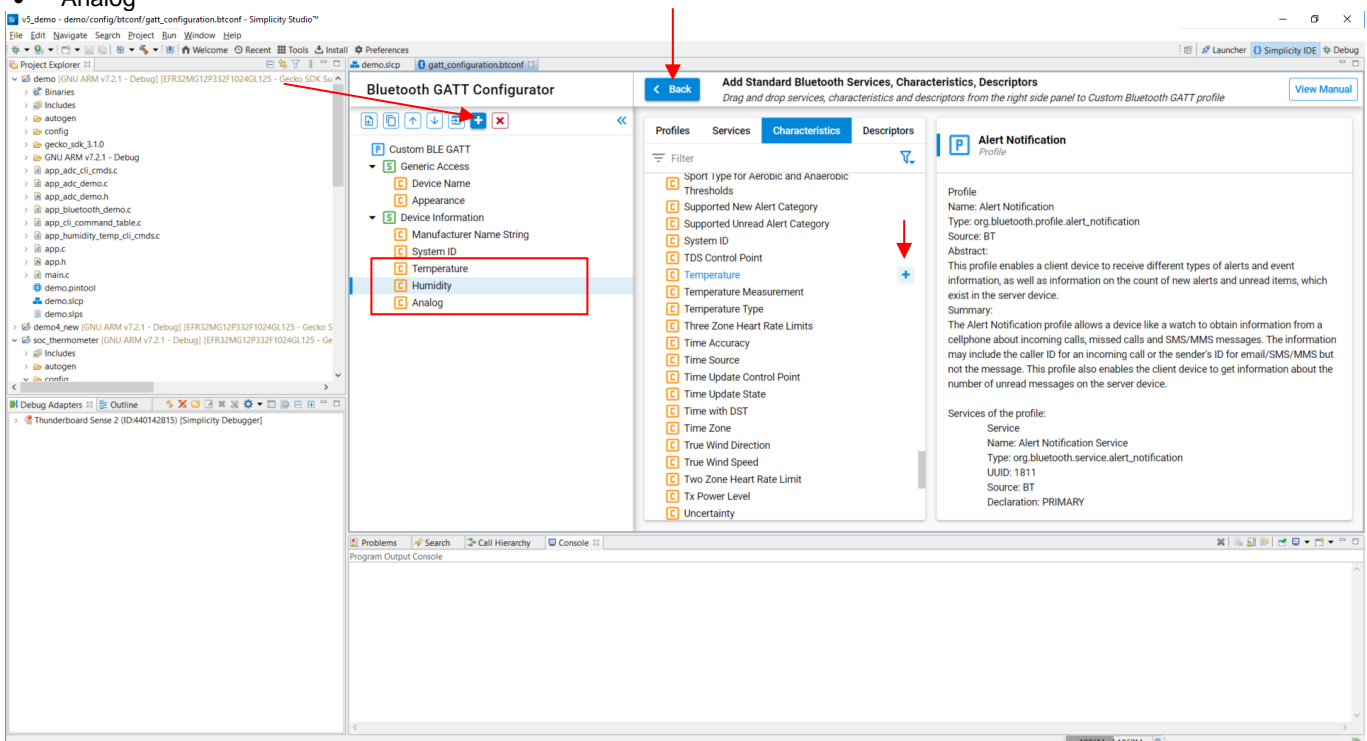 • Analog
v5_demo - demo/config/btconf/gatt_configuration.btconf - Simplicity Studio™
File Edit Navigate Search Project Run Window Help
Welcome Recent Tools Install Preferences
Launcher {} Simplicity IDE Debug
Project Explorer
demo.slcp gatt_configuration.btconf
demo [GNU ARM v7.2.1 - Debug] [EFR32MG12P332F1024GL125 - Gecko SDK Su
Binaries
Includes
autogen
config
gecko_sdk_3.1.0
GNU ARM v7.2.1 - Debug
app_adc_cli_cmds.c
app_adc_demo.c
app_adc_demo.h
app_bluetooth_demo.c
app_cli_command_table.c
app_humidity_temp_cli_cmds.c
app.c
app.h
main.c
demo.pintool
demo.slcp
demo.slps
demo4_new [GNU ARM v7.2.1 - Debug] [EFR32MG12P332F1024GL125 - Gecko S
soc_thermometer [GNU ARM v7.2.1 - Debug] [EFR32MG12P332F1024GL125 - Ge
Includes
autogen
config
Debug Adapters Outline
Thunderboard Sense 2 (ID:440142815) [Simplicity Debugger]
Bluetooth GATT Configurator
P Custom BLE GATT
S Generic Access
C Device Name
C Appearance
S Device Information
C Manufacturer Name String
C System ID
C Temperature
C Humidity
C Analog
Back
Add Standard Bluetooth Services, Characteristics, Descriptors
Drag and drop services, characteristics and descriptors from the right side panel to Custom Bluetooth GATT profile
View Manual
Profiles Services Characteristics Descriptors
Filter
C Sport Type for Aerobic and Anaerobic
Thresholds
C Supported New Alert Category
C Supported Unread Alert Category
C System ID
C TDS Control Point
C Temperature +
C Temperature Measurement
C Temperature Type
C Three Zone Heart Rate Limits
C Time Accuracy
C Time Source
C Time Update Control Point
C Time Update State
C Time with DST
C Time Zone
C True Wind Direction
C True Wind Speed
C Two Zone Heart Rate Limit
C Tx Power Level
C Uncertainty
P Alert Notification
Profile
Profile
Name: Alert Notification
Type: org.bluetooth.profile.alert_notification
Source: BT
Abstract:
This profile enables a client device to receive different types of alerts and event
information, as well as information on the count of new alerts and unread items, which
exist in the server device.
Summary:
The Alert Notification profile allows a device like a watch to obtain information from a
cellphone about incoming calls, missed calls and SMS/MMS messages. The information
may include the caller ID for an incoming call or the sender's ID for email/SMS/MMS but
not the message. This profile also enables the client device to get information about the
number of unread messages on the server device.
Services of the profile:
Service
Name: Alert Notification Service
Type: org.bluetooth.service.alert_notification
UUID: 1811
Source: BT
Declaration: PRIMARY
Problems Search Call Hierarchy Console
Program Output Console